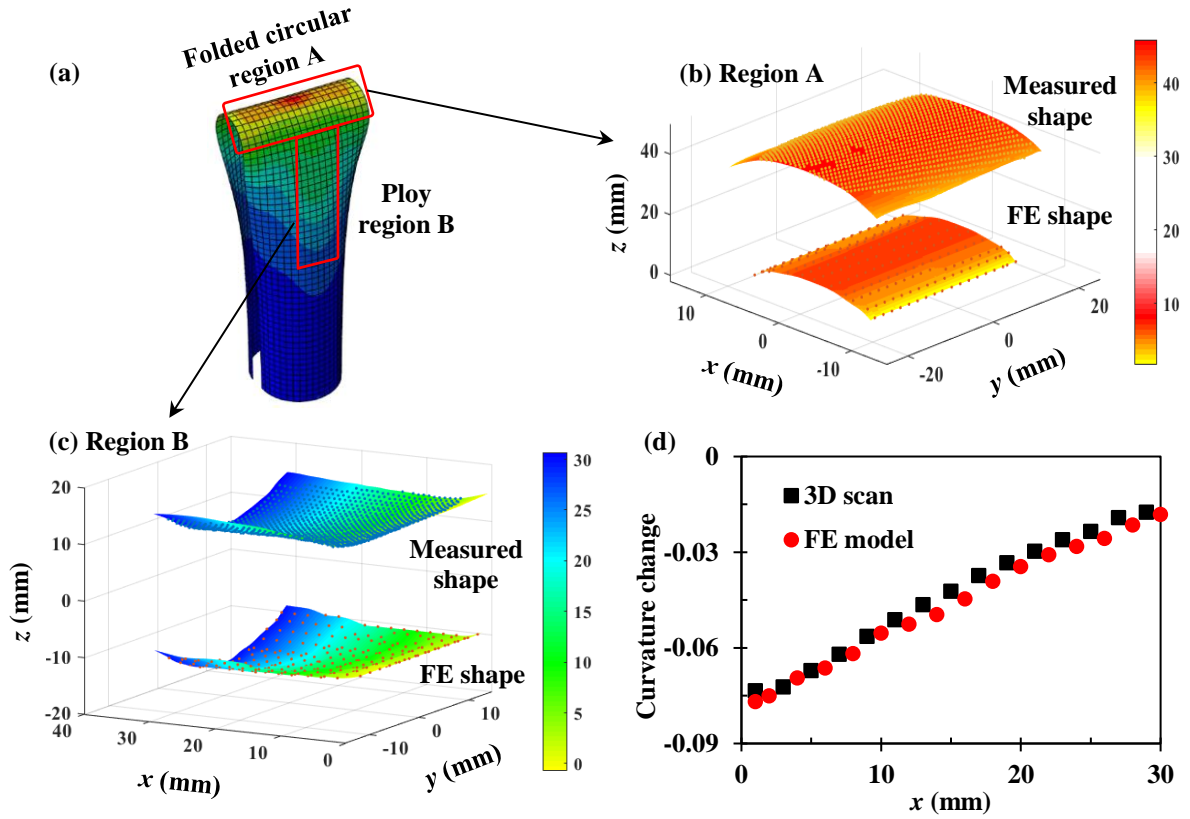 (a)
Folded circular
region A
Ploy
region B
(b) Region A
Measured
shape
FE shape
z (mm)
40
20
0
10
0
-10
x (mm)
-20
0
20
y (mm)
40
30
20
10
(c) Region B
Measured
shape
FE shape
z (mm)
20
10
0
-10
-20
40
30
20
10
0
x (mm)
-10
0
10
y (mm)
30
25
20
15
10
5
0
(d)
3D scan
FE model
Curvature change
0
-0.03
-0.06
-0.09
0
10
20
30
x (mm)